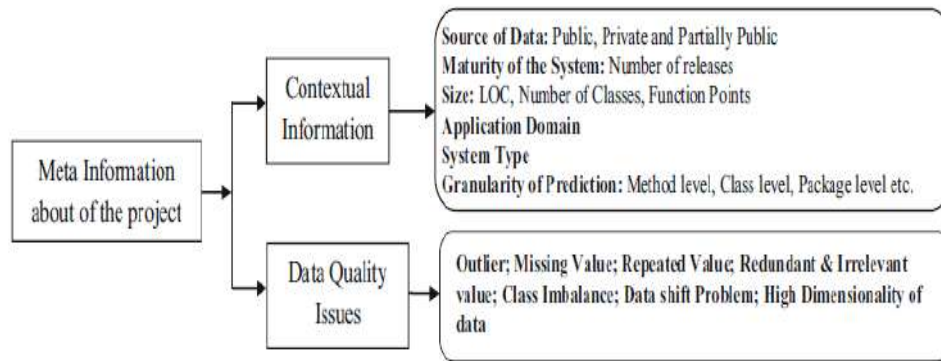 Meta Information
about of the project
Contextual
Information
Source of Data: Public, Private and Partially Public
Maturity of the System: Number of releases
Size: LOC, Number of Classes, Function Points
Application Domain
System Type
Granularity of Prediction: Method level, Class level, Package level etc.
Data Quality
Issues
Outlier; Missing Value; Repeated Value; Redundant & Irrelevant
value; Class Imbalance; Data shift Problem; High Dimensionality of
data